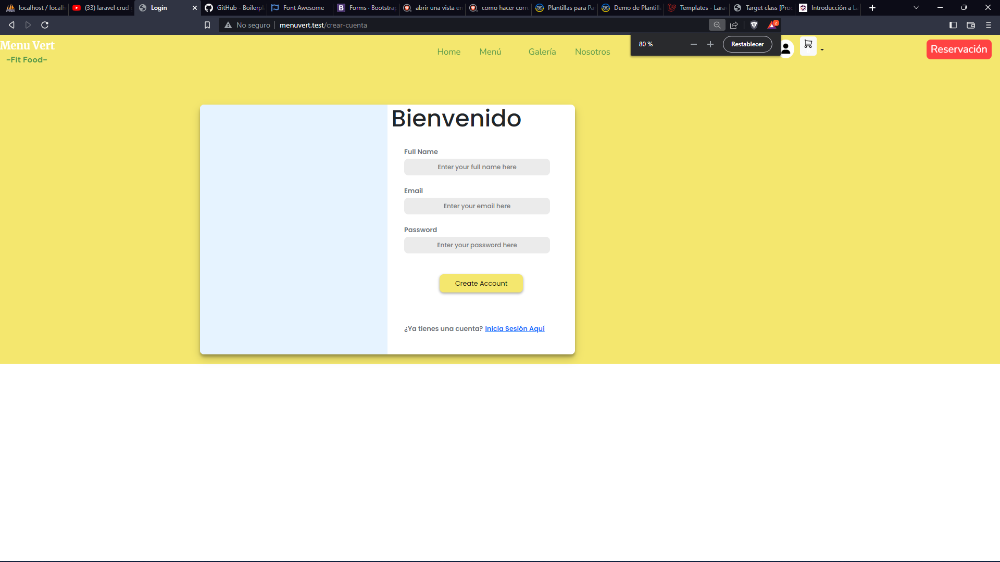 localhost / localh
(33) laravel crud
Login
GitHub - Boilerpl
Font Awesome
Forms · Bootstrap
abrir una vista en
como hacer corr
Plantillas para Pa
Demo de Plantill
Templates - Lara
Target class [Proc
Introducción a La
No seguro
menuvert.test/crear-cuenta
2
80 %
Restablecer
Menu Vert
-Fit Food-
Home
Menú
Galería
Nosotros
Reservación
Bienvenido
Full Name
Enter your full name here
Email
Enter your email here
Password
Enter your password here
Create Account
¿Ya tienes una cuenta? Inicia Sesión Aquí